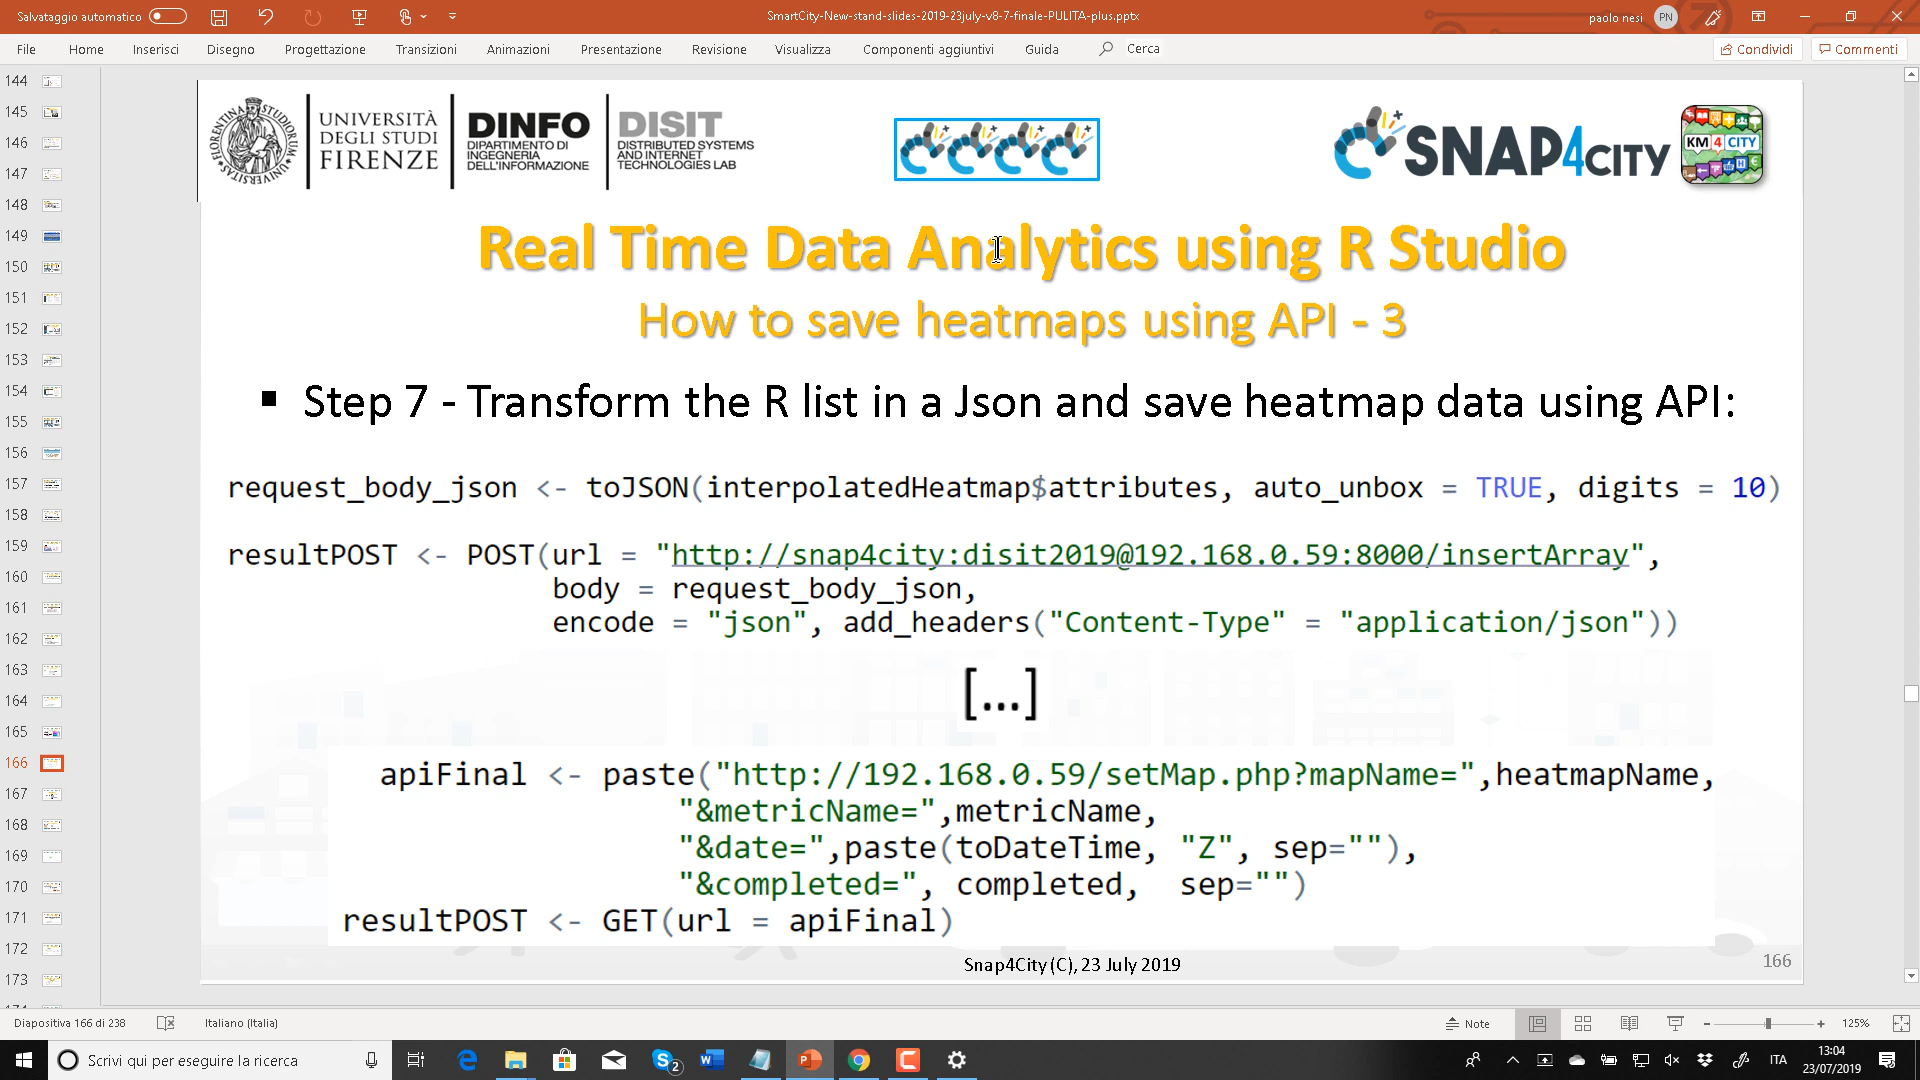 Salvataggio automatico
SmartCity-New-stand-slides-2019-23july-v8-7-finale-PULITA-plus.pptx
paolo nesi
PN
File Home Inserisci Disegno Progettazione Transizioni Animazioni Presentazione Revisione Visualizza Componenti aggiuntivi Guida Cerca
Condividi
Commenti
144
145
146
147
148
149
150
151
152
153
154
155
156
157
158
159
160
161
162
163
164
165
166
167
168
169
170
171
172
173
UNIVERSITÀ
DEGLI STUDI
FIRENZE
DINFO
DIPARTIMENTO DI
INGEGNERIA
DELL'INFORMAZIONE
DISIT
DISTRIBUTED SYSTEMS
AND INTERNET
TECHNOLOGIES LAB
SNAP4CITY
KM 4 CITY
Real Time Data Analytics using R Studio
How to save heatmaps using API - 3
▪ Step 7 - Transform the R list in a Json and save heatmap data using API:
request_body_json <- toJSON(interpolatedHeatmap$attributes, auto_unbox = TRUE, digits = 10)
resultPOST <- POST(url = "http://snap4city:disit2019@192.168.0.59:8000/insertArray",
body = request_body_json,
encode = "json", add_headers("Content-Type" = "application/json"))
[...]
apiFinal <- paste("http://192.168.0.59/setMap.php?mapName=",heatmapName,
"&metricName=",metricName,
"&date=",paste(toDateTime, "Z", sep=""),
"&completed=", completed, sep="")
resultPOST <- GET(url = apiFinal)
Snap4City (C), 23 July 2019
166
Diapositiva 166 di 238
Italiano (Italia)
Note
125%
Scrivi qui per eseguire la ricerca
2
ITA
13:04
23/07/2019